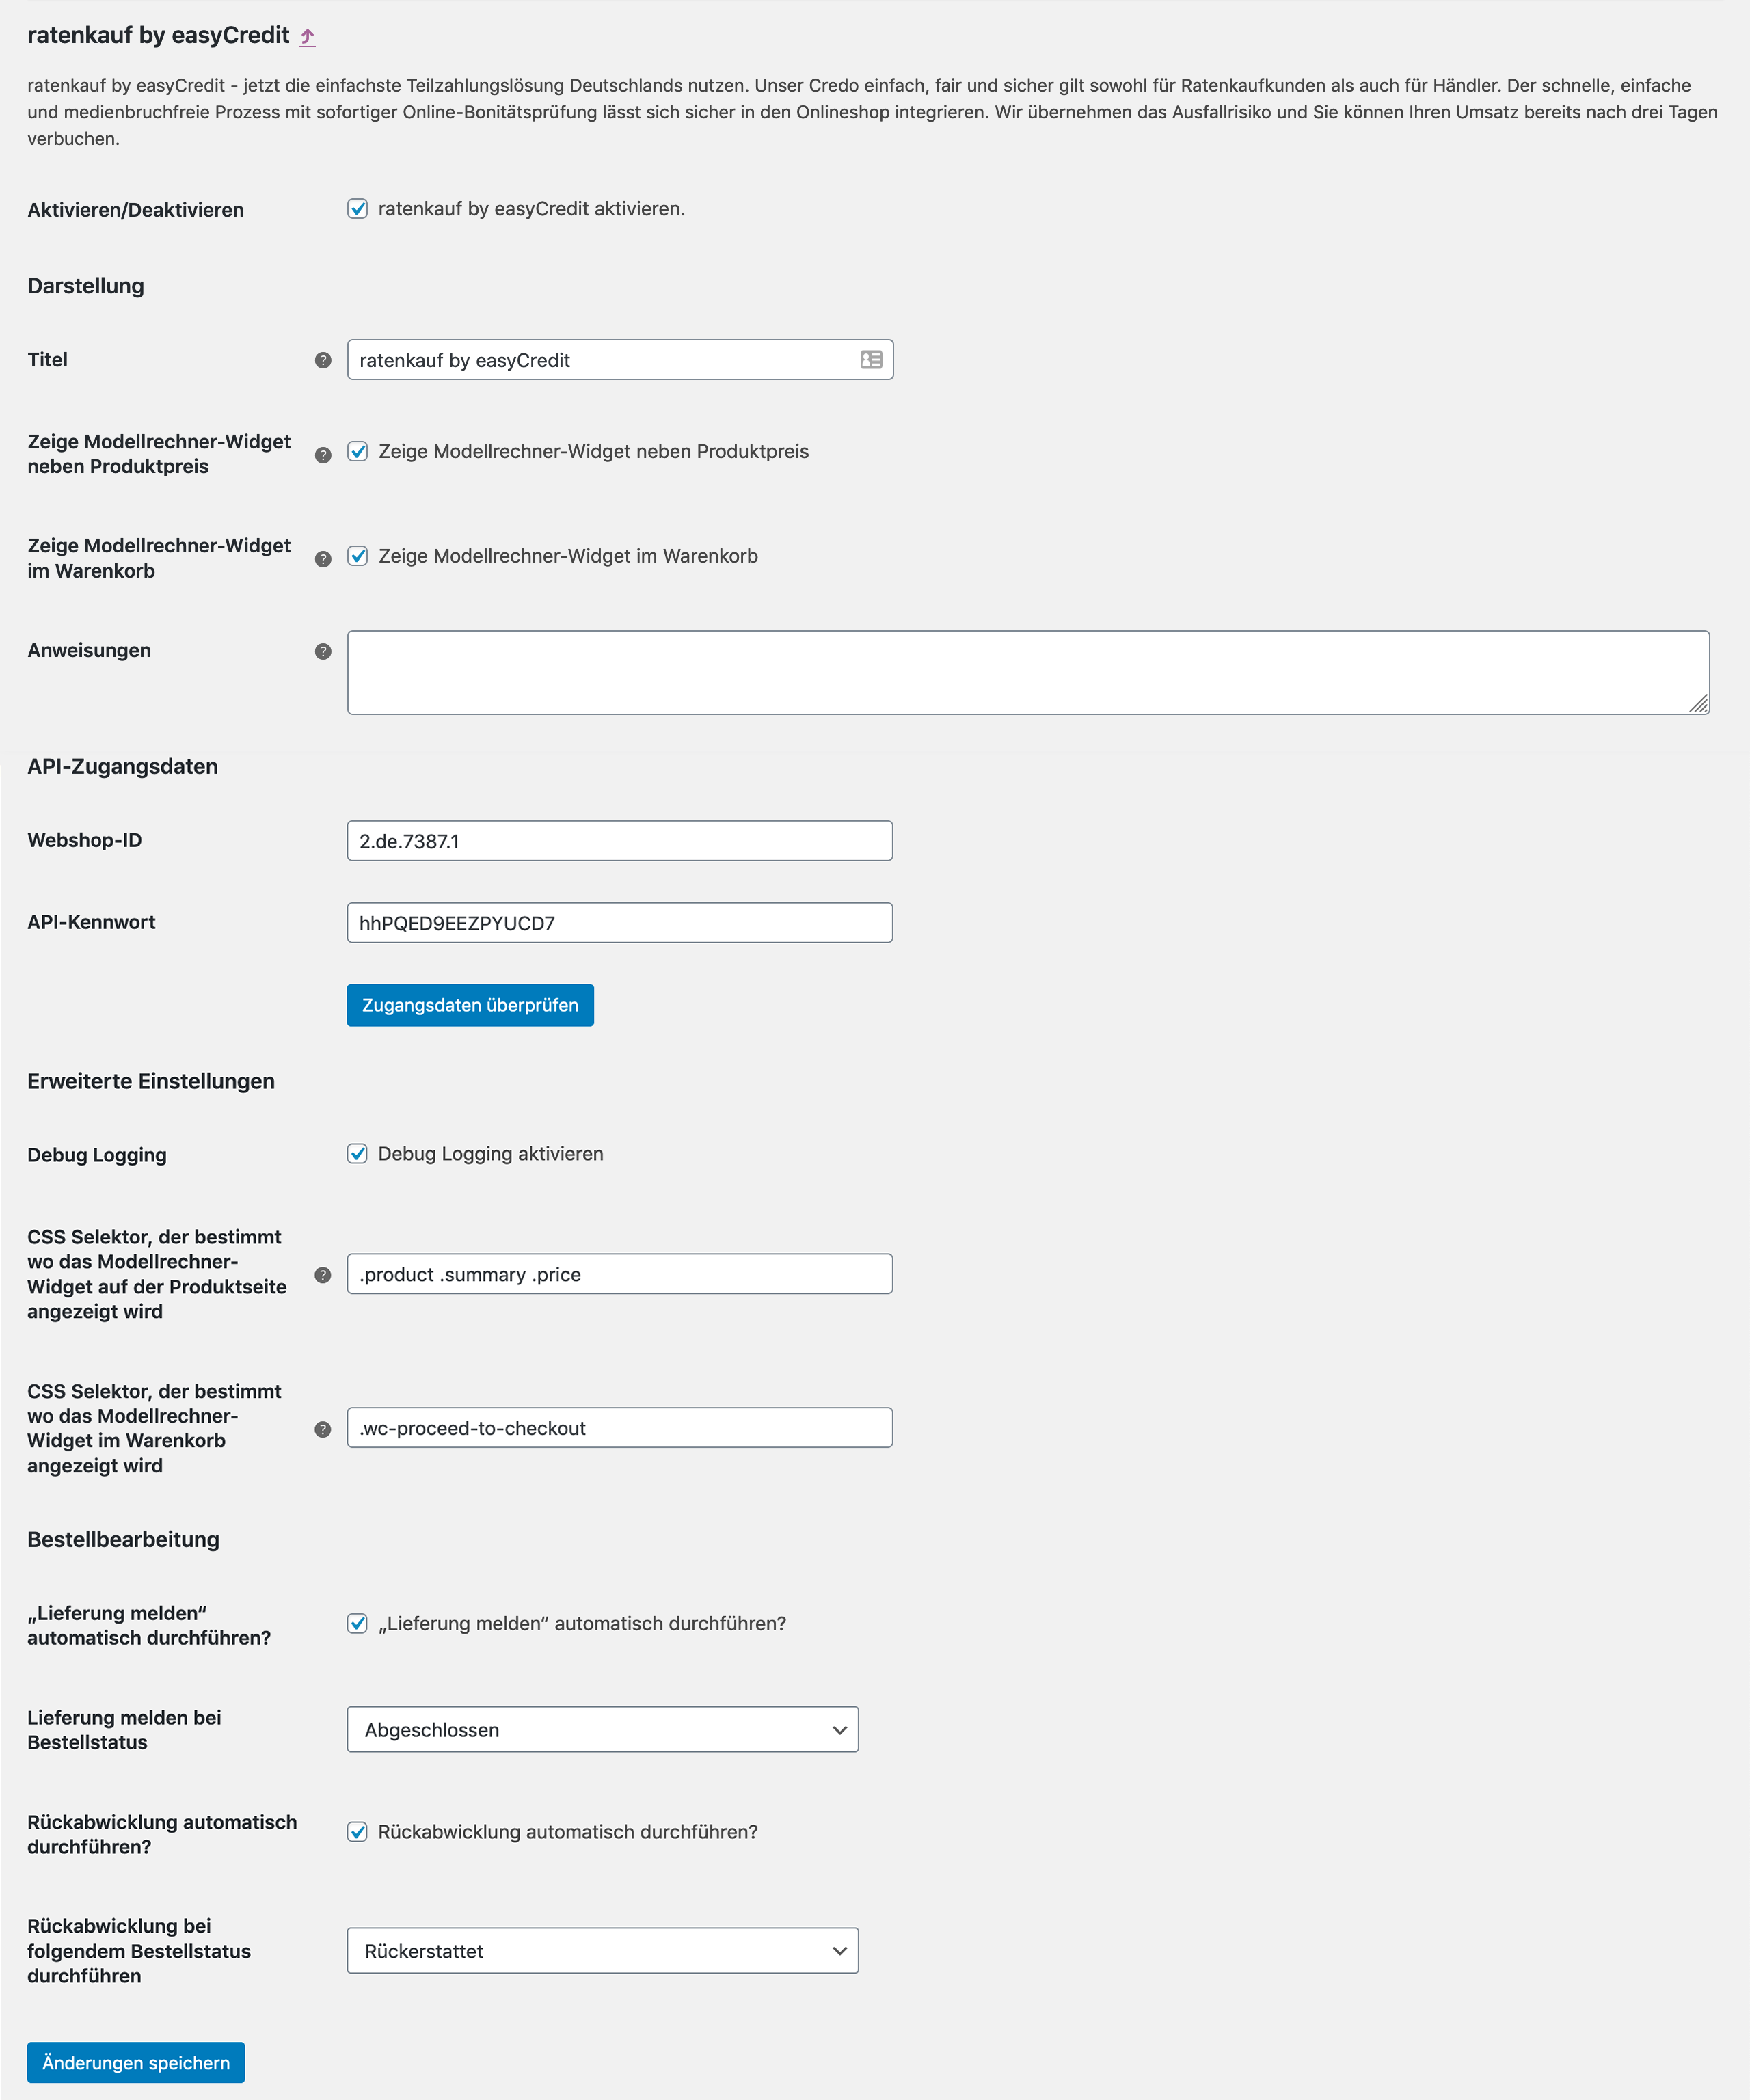 ratenkauf by easyCredit ⤴
ratenkauf by easyCredit - jetzt die einfachste Teilzahlungslösung Deutschlands nutzen. Unser Credo einfach, fair und sicher gilt sowohl für Ratenkaufkunden als auch für Händler. Der schnelle, einfache
und medienbruchfreie Prozess mit sofortiger Online-Bonitätsprüfung lässt sich sicher in den Onlineshop integrieren. Wir übernehmen das Ausfallrisiko und Sie können Ihren Umsatz bereits nach drei Tagen
verbuchen.
Aktivieren/Deaktivieren
ratenkauf by easyCredit aktivieren.
Darstellung
Titel
?
ratenkauf by easyCredit
Zeige Modellrechner-Widget
neben Produktpreis
?
Zeige Modellrechner-Widget neben Produktpreis
Zeige Modellrechner-Widget
im Warenkorb
?
Zeige Modellrechner-Widget im Warenkorb
Anweisungen
?
API-Zugangsdaten
Webshop-ID
2.de.7387.1
API-Kennwort
hhPQED9EEZPYUCD7
Zugangsdaten überprüfen
Erweiterte Einstellungen
Debug Logging
Debug Logging aktivieren
CSS Selektor, der bestimmt
wo das Modellrechner-
Widget auf der Produktseite
angezeigt wird
?
.product .summary .price
CSS Selektor, der bestimmt
wo das Modellrechner-
Widget im Warenkorb
angezeigt wird
?
.wc-proceed-to-checkout
Bestellbearbeitung
„Lieferung melden“
automatisch durchführen?
„Lieferung melden“ automatisch durchführen?
Lieferung melden bei
Bestellstatus
Abgeschlossen
Rückabwicklung automatisch
durchführen?
Rückabwicklung automatisch durchführen?
Rückabwicklung bei
folgendem Bestellstatus
durchführen
Rückerstattet
Änderungen speichern